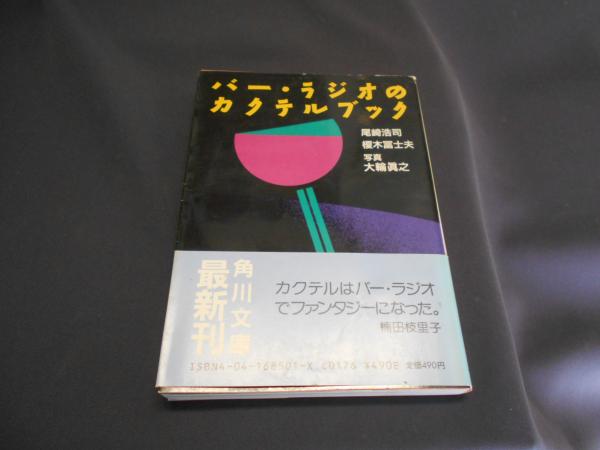 バー・ラジオの
カクテルブック
尾崎浩司
榎木冨士夫
写真
大輪眞之
角川文庫
最新刊
カクテルはバー・ラジオ
でファンタジーになった。
楠田枝里子
ISBN4-04-168501-X C0176 ¥490E 定価490円